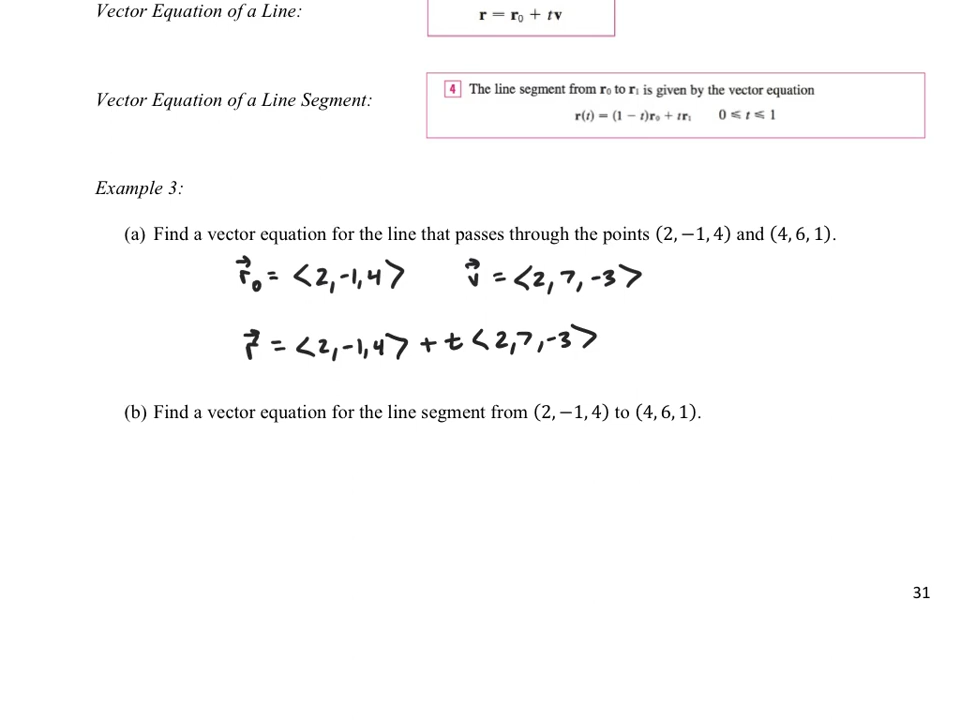 Vector Equation of a Line:
r = r₀ + tv
Vector Equation of a Line Segment:
4 The line segment from r₀ to r₁ is given by the vector equation
r(t) = (1 − t)r₀ + tr₁ 0 ⩽ t ⩽ 1
Example 3:
(a) Find a vector equation for the line that passes through the points (2, −1, 4) and (4, 6, 1).
r⃗₀ = <2, -1, 4> v⃗ = <2, 7, -3>
r⃗ = <2, -1, 4> + t <2, 7, -3>
(b) Find a vector equation for the line segment from (2, −1, 4) to (4, 6, 1).
31